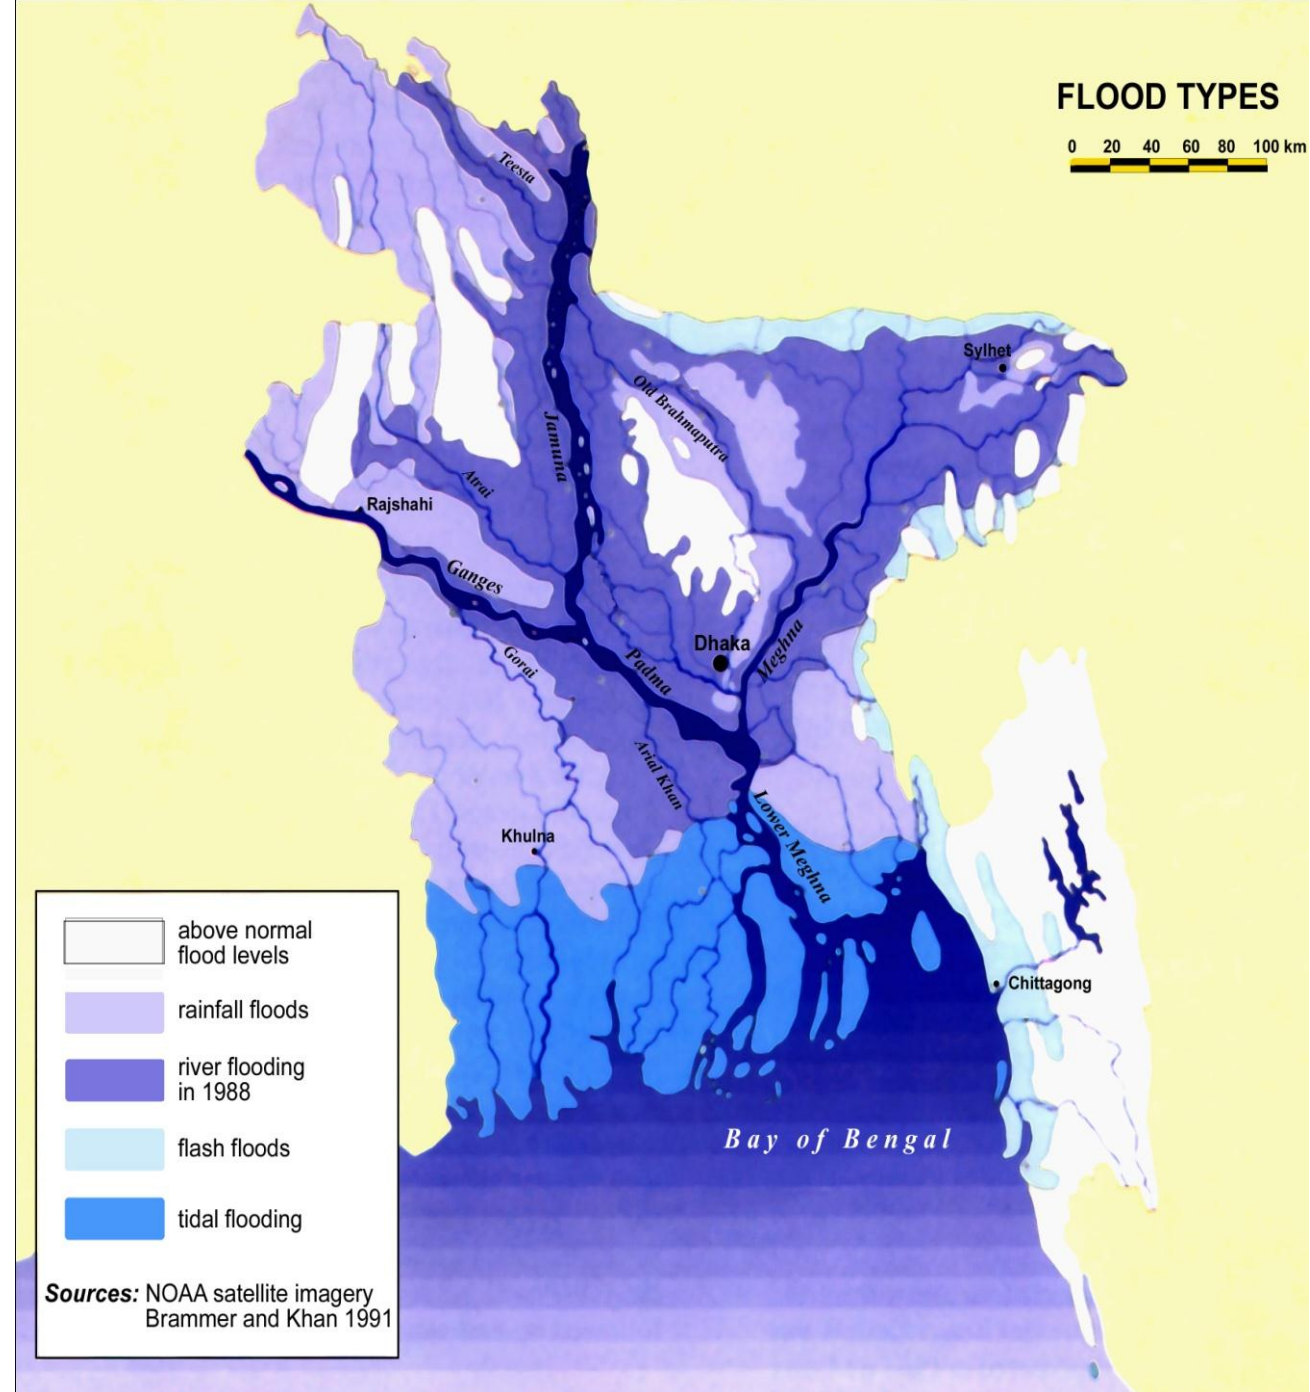 FLOOD TYPES
0 20 40 60 80 100 km
Teesta
Sylhet
Old Brahmaputra
Jamuna
Atrai
Rajshahi
Ganges
Dhaka
Meghna
Padma
Gorai
Arial Khan
Lower Meghna
Khulna
Chittagong
Bay of Bengal
above normal
flood levels
rainfall floods
river flooding
in 1988
flash floods
tidal flooding
Sources: NOAA satellite imagery
Brammer and Khan 1991